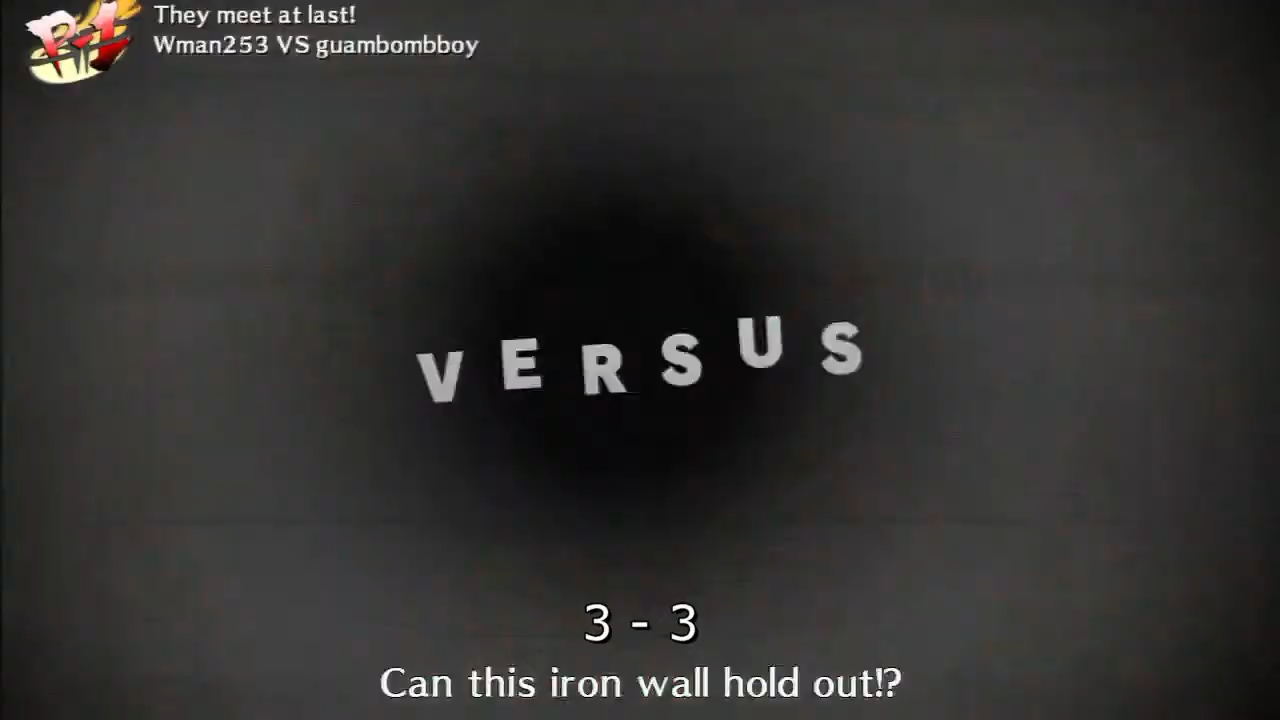 They meet at last!
Wman253 VS guambombboy
VERSUS
3 - 3
Can this iron wall hold out!?